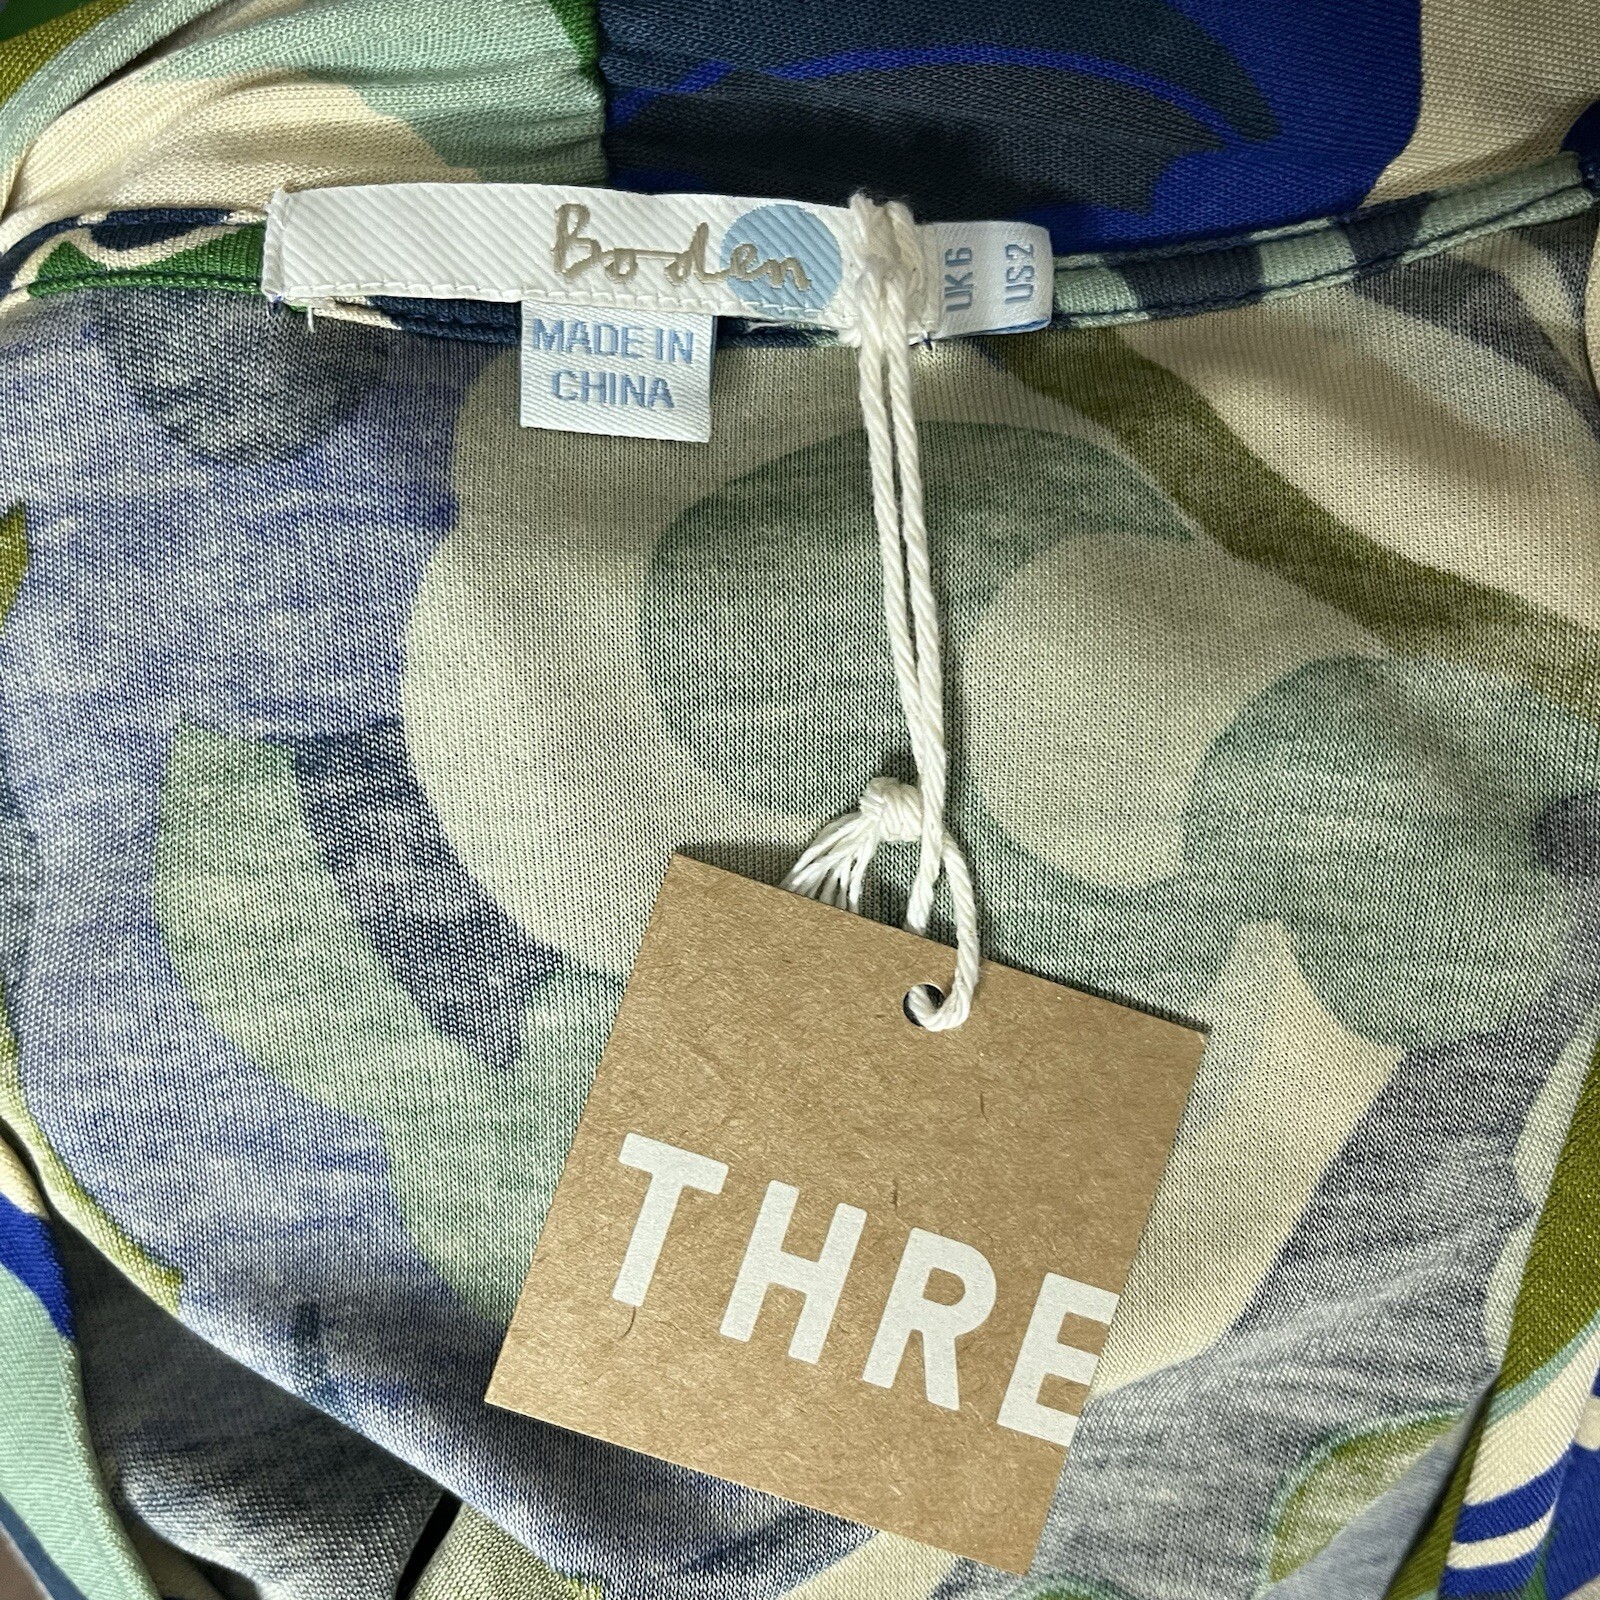 Boden
UK 6
US 2
MADE IN
CHINA
THRE